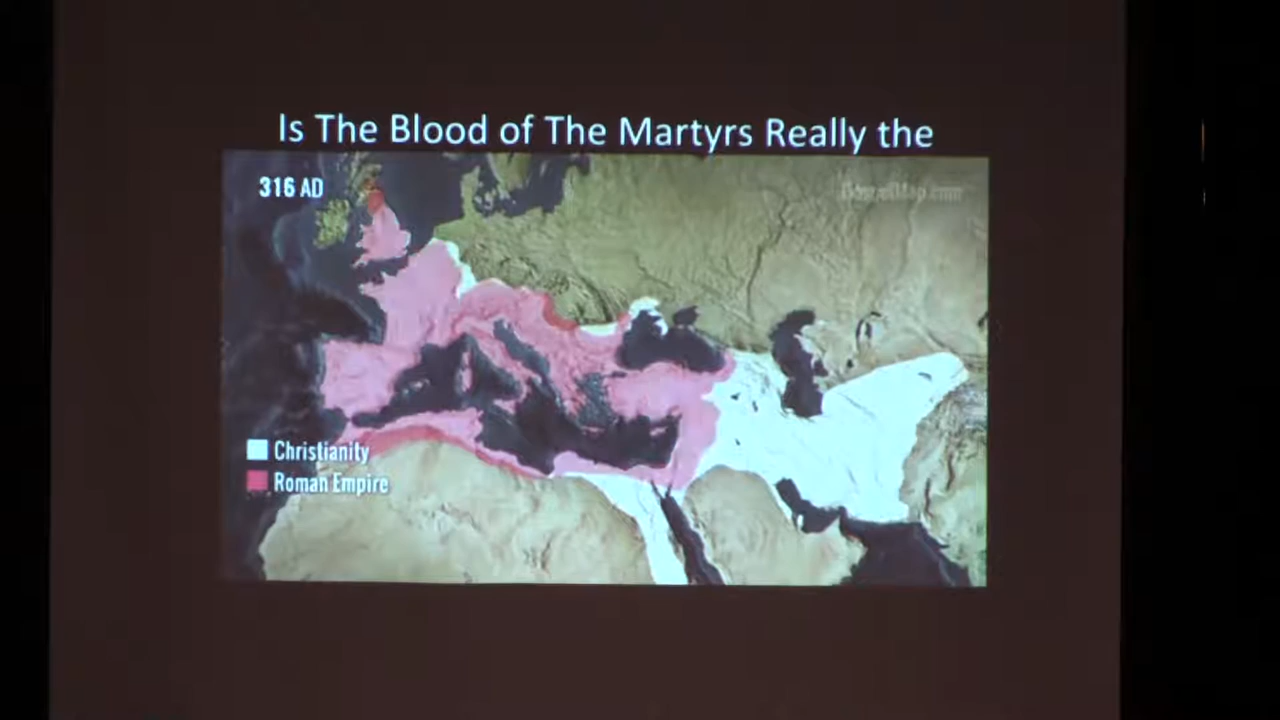 Is The Blood of The Martyrs Really the
316 AD
Christianity
Roman Empire